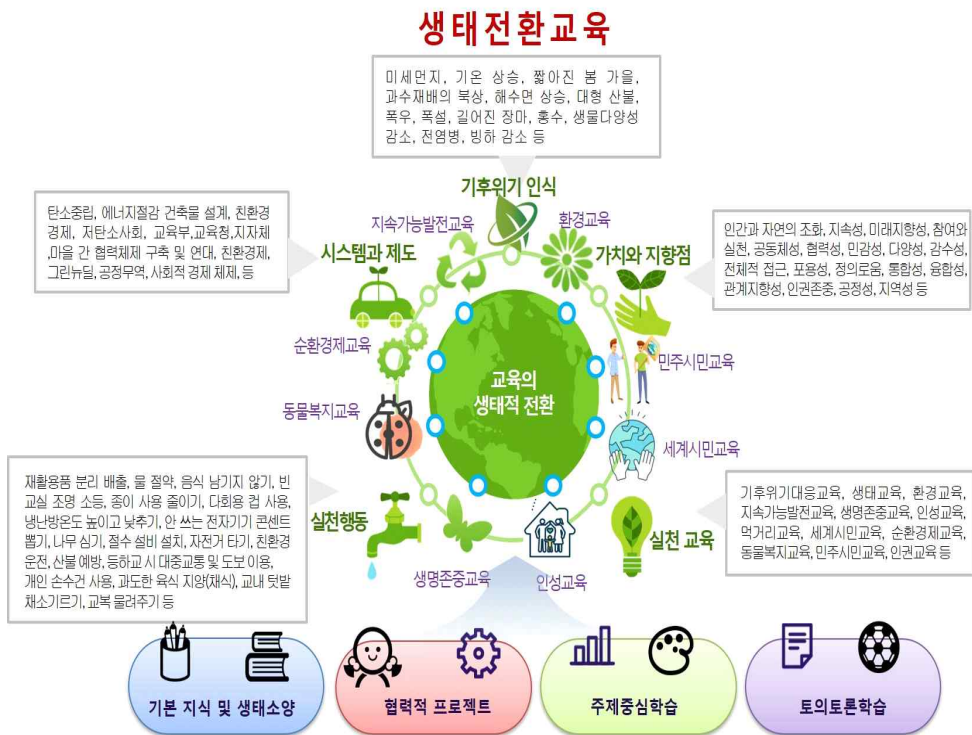 생태전환교육
미세먼지, 기온 상승, 짧아진 봄 가을,
과수재배의 북상, 해수면 상승, 대형 산불,
폭우, 폭설, 길어진 장마, 홍수, 생물다양성
감소, 전염병, 빙하 감소 등
기후위기 인식
지속가능발전교육
환경교육
탄소중립, 에너지절감 건축물 설계, 친환경
경제, 저탄소사회, 교육부,교육청,지자체
,마을 간 협력체제 구축 및 연대, 친환경경제,
그린뉴딜, 공정무역, 사회적 경제 체제, 등
시스템과 제도
가치와 지향점
인간과 자연의 조화, 지속성, 미래지향성, 참여와
실천, 공동체성, 협력성, 민감성, 다양성, 감수성,
전체적 접근, 포용성, 정의로움, 통합성, 융합성,
관계지향성, 인권존중, 공정성, 지역성 등
순환경제교육
민주시민교육
교육의
생태적 전환
동물복지교육
세계시민교육
재활용품 분리 배출, 물 절약, 음식 남기지 않기, 빈
교실 조명 소등, 종이 사용 줄이기, 다회용 컵 사용,
냉난방온도 높이고 낮추기, 안 쓰는 전자기기 콘센트
뽑기, 나무 심기, 절수 설비 설치, 자전거 타기, 친환경
운전, 산불 예방, 등하교 시 대중교통 및 도보 이용,
개인 손수건 사용, 과도한 육식 지양(채식), 교내 텃밭
채소기르기, 교복 물려주기 등
실천행동
실천 교육
기후위기대응교육, 생태교육, 환경교육,
지속가능발전교육, 생명존중교육, 인성교육,
먹거리교육, 세계시민교육, 순환경제교육,
동물복지교육, 민주시민교육, 인권교육 등
생명존중교육
인성교육
기본 지식 및 생태소양
협력적 프로젝트
주제중심학습
토의토론학습